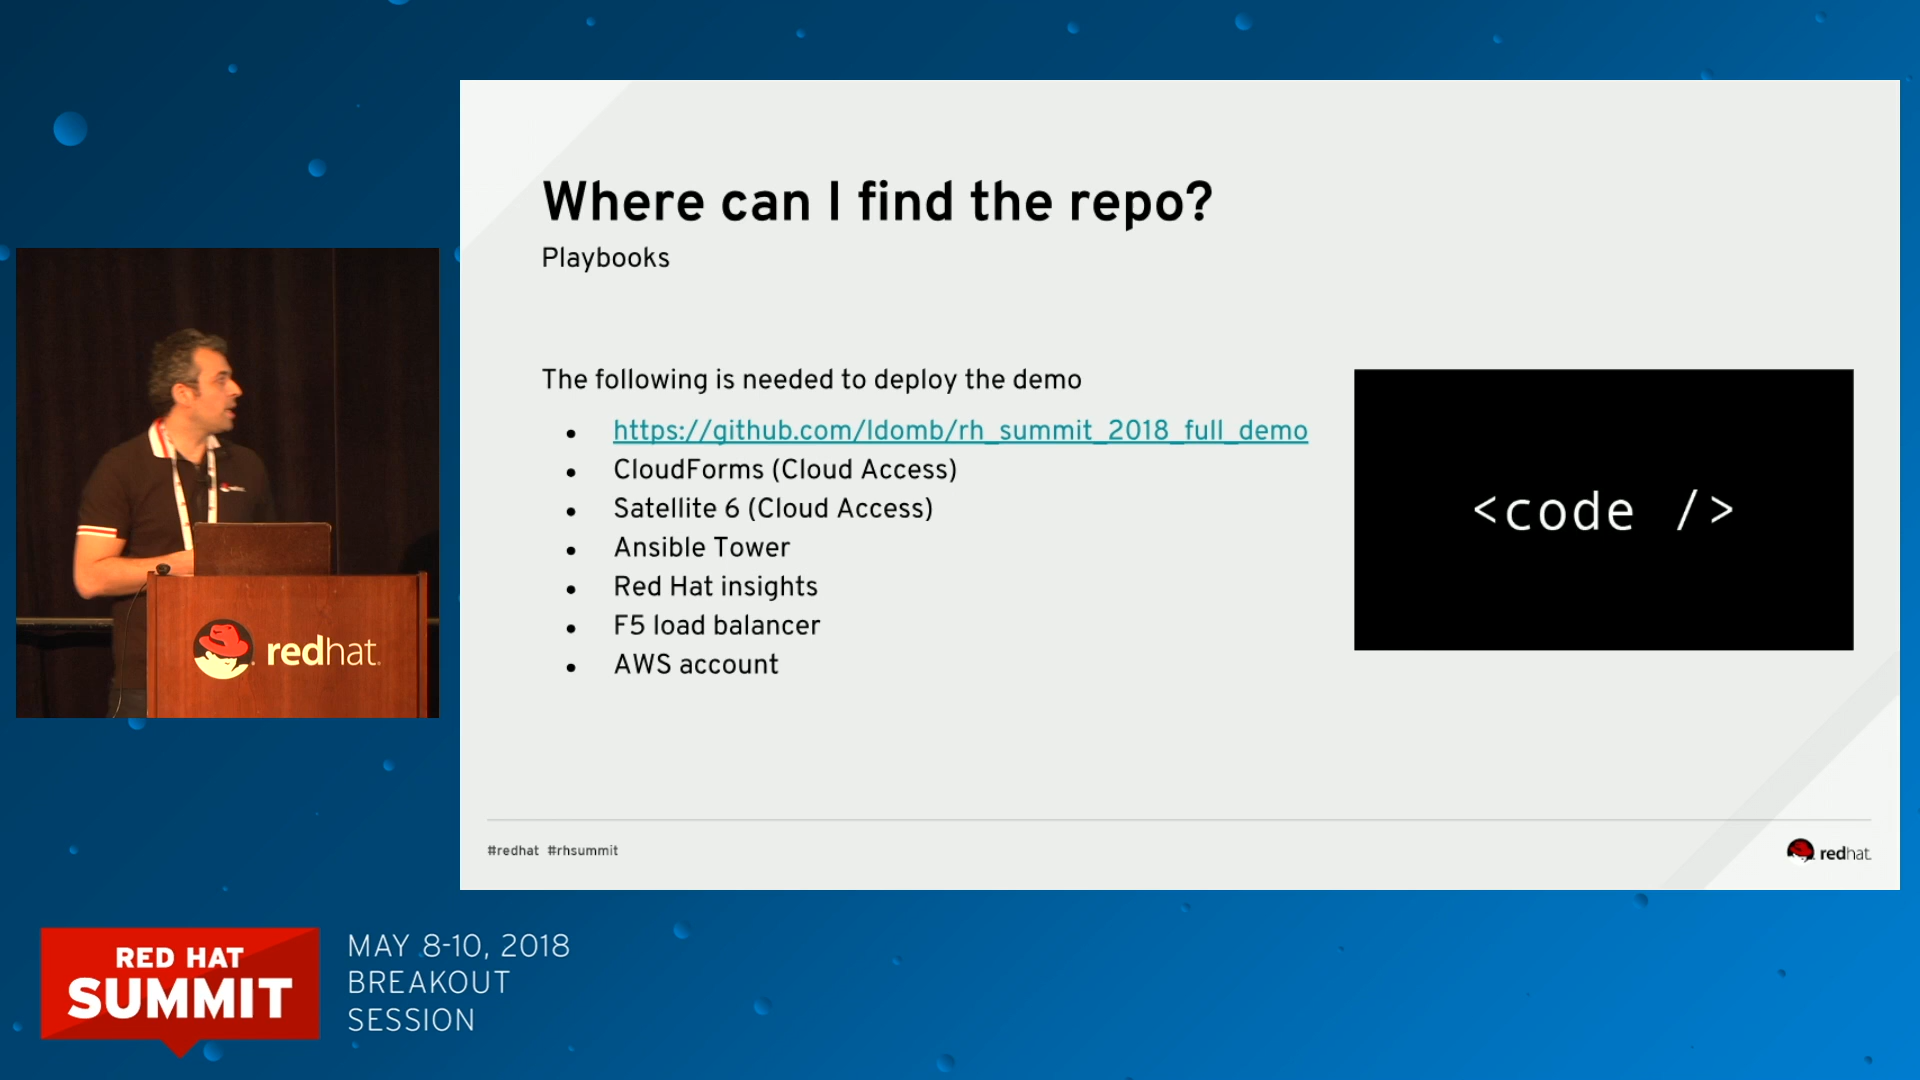 Where can I find the repo?
Playbooks
The following is needed to deploy the demo
https://github.com/ldomb/rh_summit_2018_full_demo
CloudForms (Cloud Access)
Satellite 6 (Cloud Access)
Ansible Tower
Red Hat insights
F5 load balancer
AWS account
<code />
redhat.
#redhat #rhsummit
redhat.
RED HAT
SUMMIT
MAY 8-10, 2018
BREAKOUT
SESSION